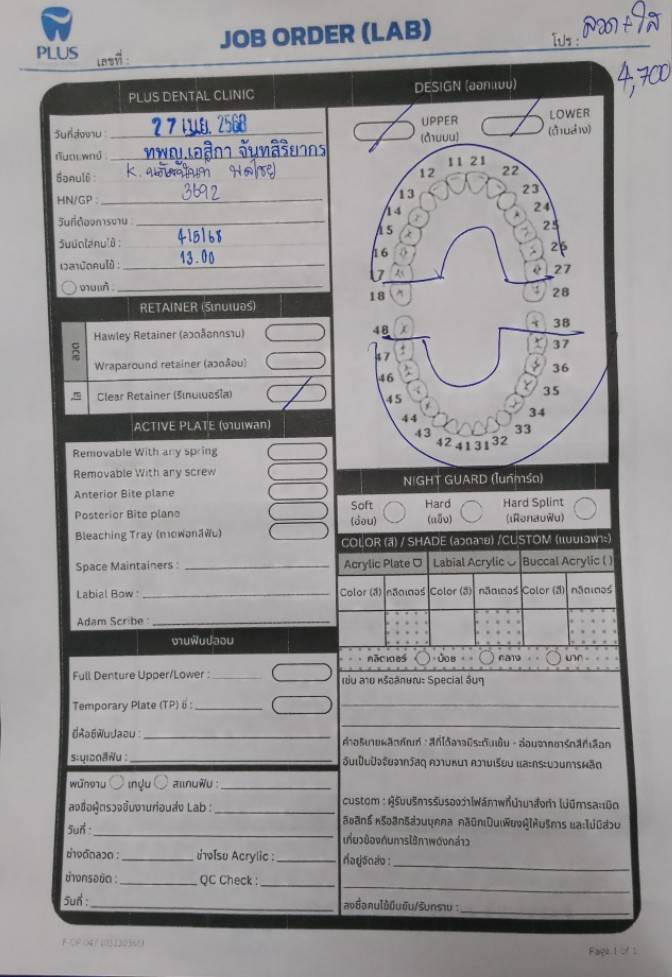 PLUS
JOB ORDER (LAB)
เลขที่ :
โปร : ลวด+ใส
4,700
PLUS DENTAL CLINIC
DESIGN (ออกแบบ)
วันที่ส่งงาน : 27 เม.ย. 2568
UPPER (ด้านบน)
LOWER (ด้านล่าง)
ทันตแพทย์ : ทพญ.เอสิกา จันทสิริยากร
ชื่อคนไข้ : K.
HN/GP : 3692
วันที่ต้องการงาน :
วันนัดใส่คนไข้ : 4/5/68
เวลานัดคนไข้ : 13.00
งานแก้ :
11 21
12 22
13 23
14 24
15 25
16 26
17 27
18 28
48 38
47 37
46 36
45 35
44 34
43 33
42 41 31 32
RETAINER (รีเทนเนอร์)
ลวด
Hawley Retainer (ลวดสี่อันธรรม)
Wraparound retainer (ลวดอ้อม)
ใส
Clear Retainer (รีเทนเนอร์ใส)
ACTIVE PLATE (งานเพลท)
Removable With any spring
Removable With any screw
Anterior Bite plane
Posterior Bite plane
Bleaching Tray (ถาดฟอกสีฟัน)
Space Maintainers :
Labial Bow :
Adam Scribe :
NIGHT GUARD (ไนท์การ์ด)
Soft (อ่อน)
Hard (แข็ง)
Hard Splint (เฝือกสบฟัน)
COLOR (สี) / SHADE (ลวดลาย) /CUSTOM (แบบเฉพาะ)
Acrylic Plate
Labial Acrylic
Buccal Acrylic ( )
Color (สี) กลิตเตอร์ Color (สี) กลิตเตอร์ Color (สี) กลิตเตอร์
กลิตเตอร์ น้อย กลาง มาก
เช่น ลาย หรือลักษณะ Special อื่นๆ
งานฟันปลอม
Full Denture Upper/Lower :
Temporary Plate (TP) ซี่ :
ยี่ห้อซี่ฟันปลอม :
ระบุเฉดสีฟัน :
คำอธิบายผลิตภัณฑ์ : สีที่ได้อาจมีระดับเข้ม - อ่อนจากชาร์ทสีที่เลือก
อันเป็นปัจจัยจากวัสดุ ความหนา ความเรียบ และกระบวนการผลิต
พนักงาน เกปูน สแกนฟัน :
ลงชื่อผู้ตรวจรับงานก่อนส่ง Lab :
วันที่ :
ช่างดัดลวด : ช่างโรย Acrylic :
ช่างกรอขัด : QC Check :
วันที่ :
custom : ผู้รับบริการรับรองว่าไฟล์ภาพที่นำมาสั่งทำ ไม่มีการละเมิด
ลิขสิทธิ์ หรือสิทธิส่วนบุคคล คลินิกเป็นเพียงผู้ให้บริการ และไม่มีส่วน
เกี่ยวข้องกับการใช้ภาพดังกล่าว
ที่อยู่จัดส่ง :
ลงชื่อคนไข้ยืนยัน/รับทราบ :
Page 1 of 1